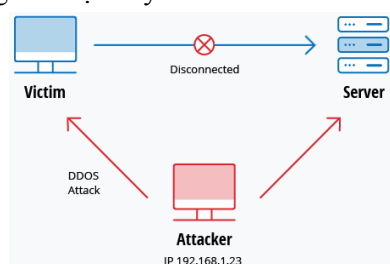 Disconnected
Victim
Server
DDOS
Attack
Attacker
IP 192.168.1.23